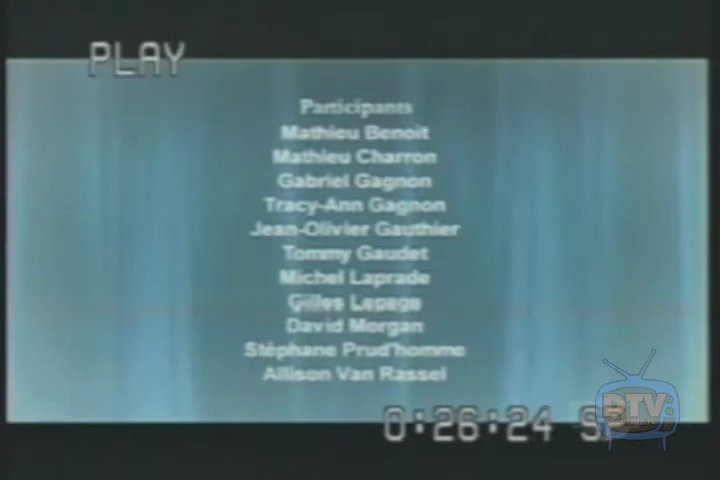 PLAY
Participants
Mathieu Benoit
Mathieu Charron
Gabriel Gagnon
Tracy-Ann Gagnon
Jean-Olivier Gauthier
Tommy Gaudet
Michel Laprade
Gilles Lepage
David Morgan
Stéphane Prud'homme
Allison Van Rassel
DTV
0:26:24